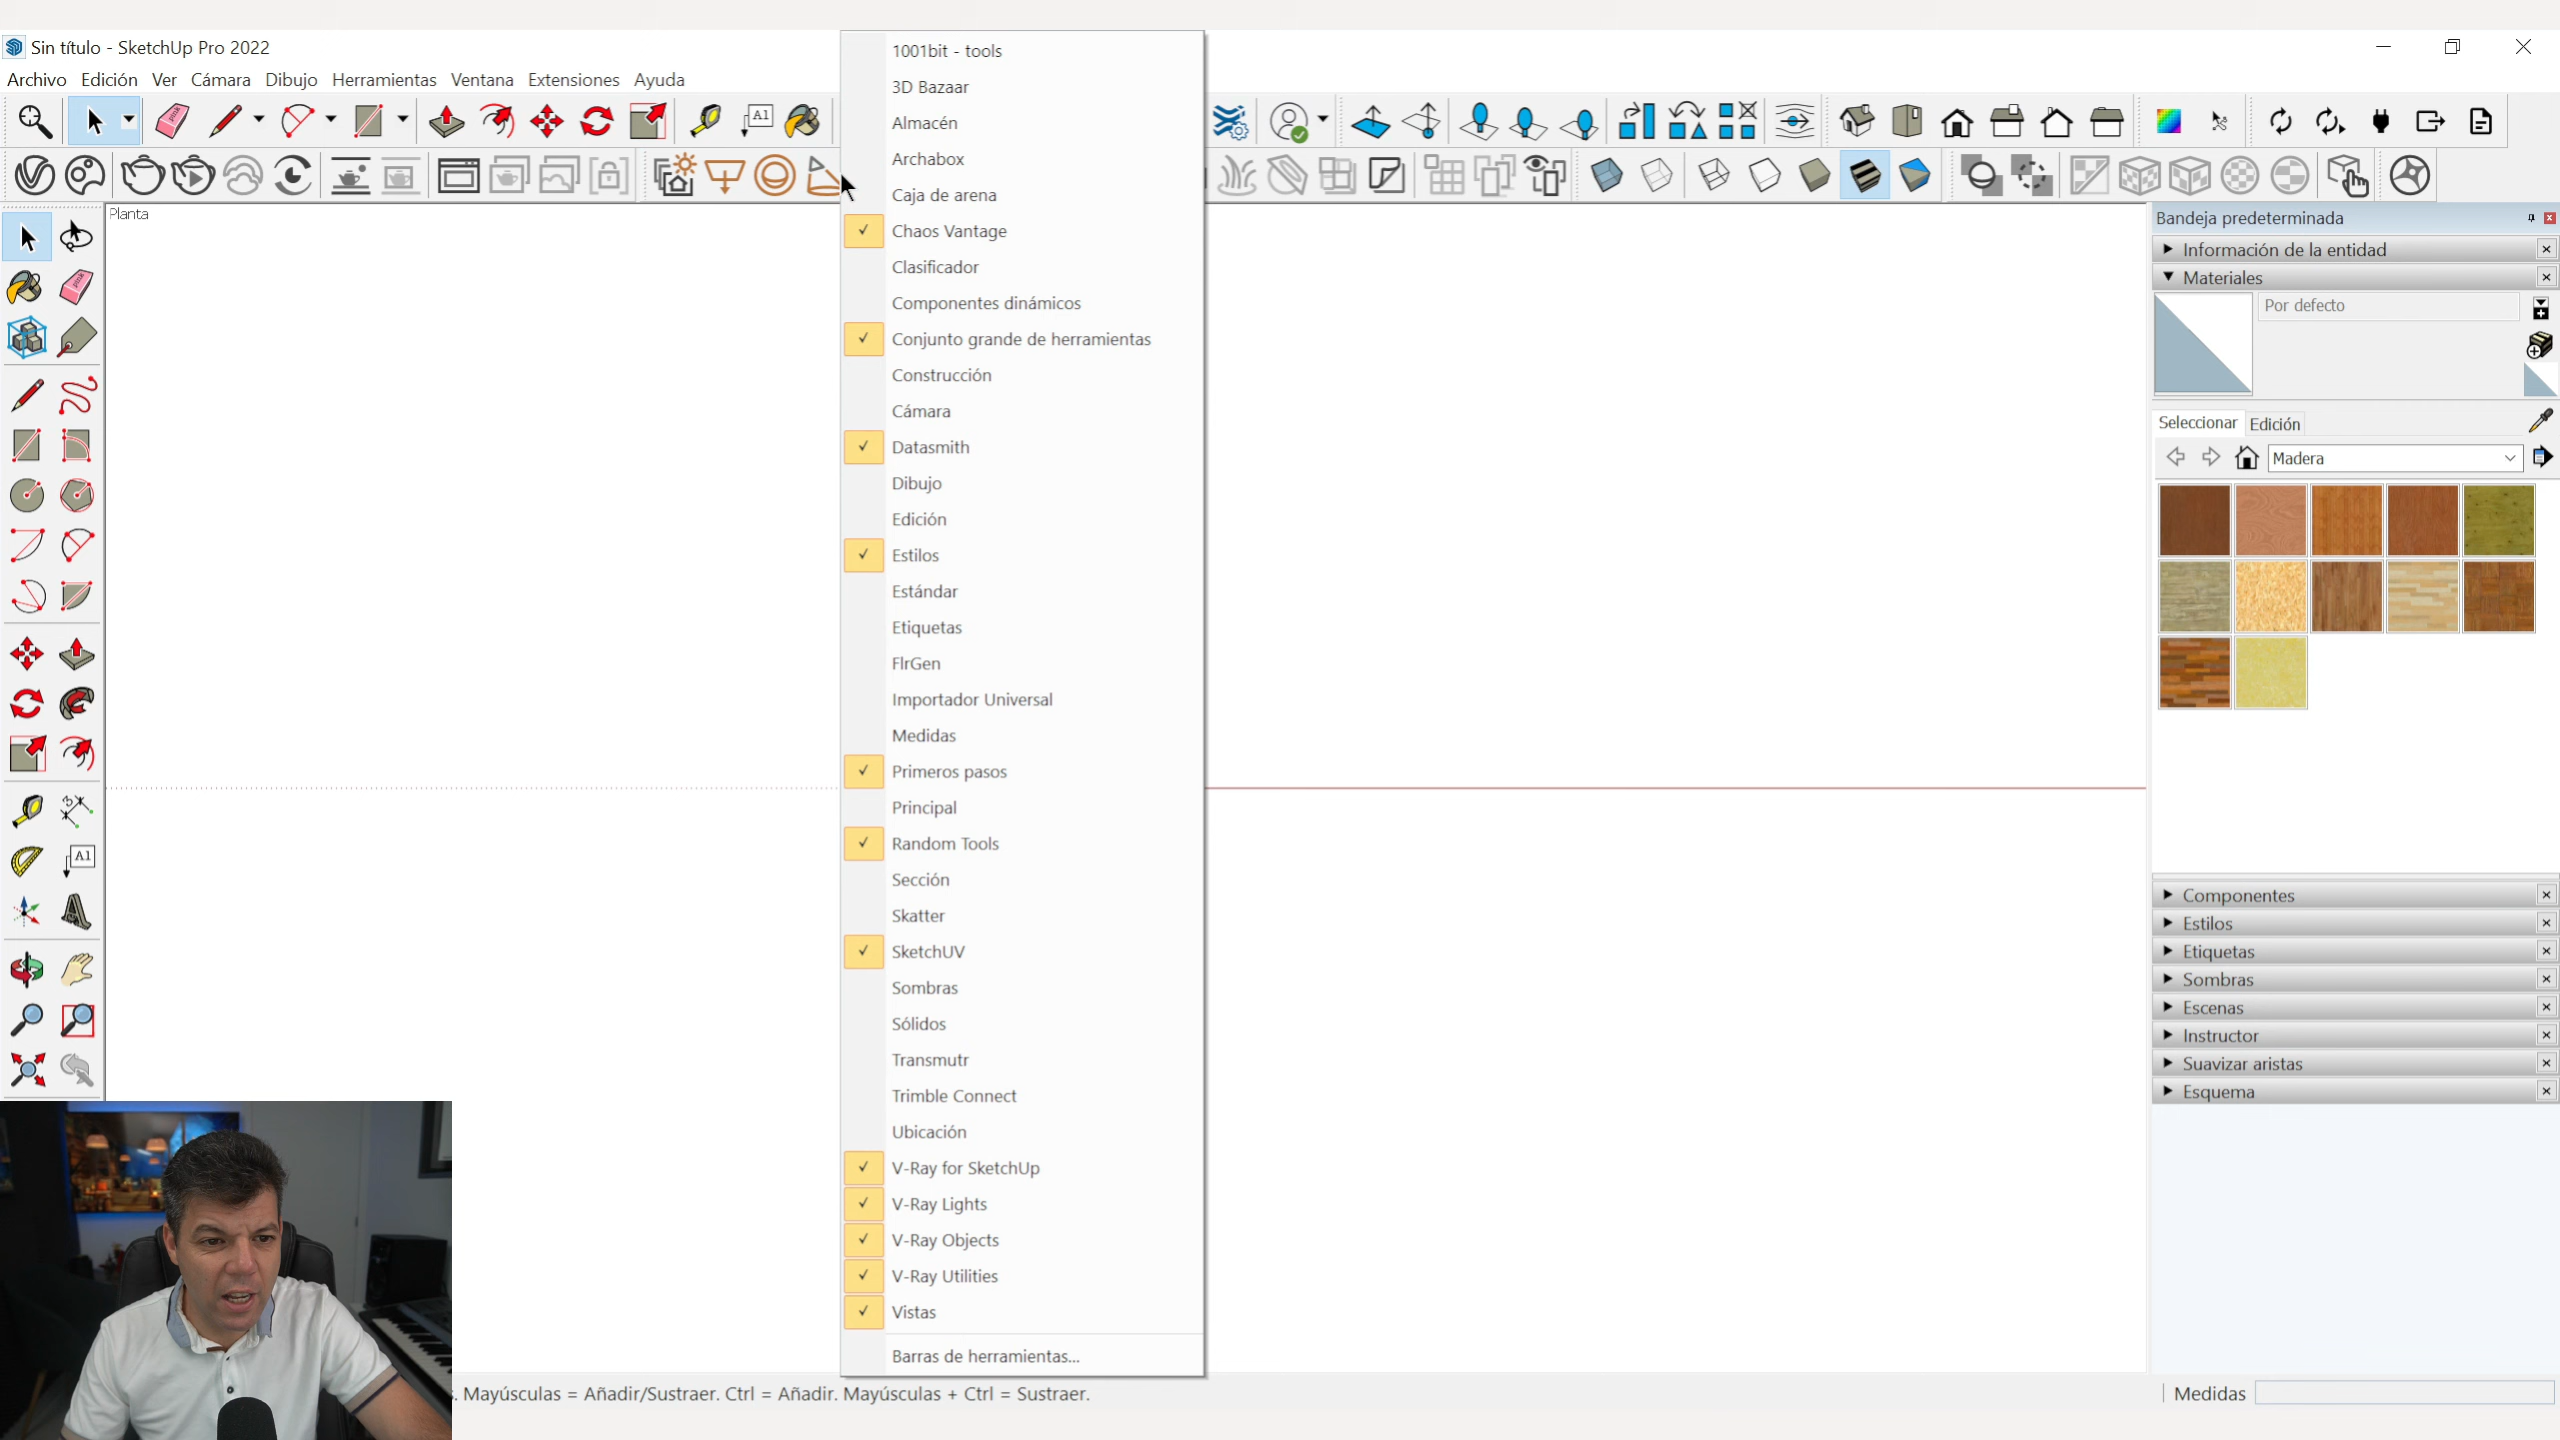 Sin título - SketchUp Pro 2022
Archivo Edición Ver Cámara Dibujo Herramientas Ventana Extensiones Ayuda
A1
Planta
A1
1001bit - tools
3D Bazaar
Almacén
Archabox
Caja de arena
Chaos Vantage
Clasificador
Componentes dinámicos
Conjunto grande de herramientas
Construcción
Cámara
Datasmith
Dibujo
Edición
Estilos
Estándar
Etiquetas
FlrGen
Importador Universal
Medidas
Primeros pasos
Principal
Random Tools
Sección
Skatter
SketchUV
Sombras
Sólidos
Transmutr
Trimble Connect
Ubicación
V-Ray for SketchUp
V-Ray Lights
V-Ray Objects
V-Ray Utilities
Vistas
Barras de herramientas...
Bandeja predeterminada
Información de la entidad
Materiales
Por defecto
Seleccionar Edición
Madera
Componentes
Estilos
Etiquetas
Sombras
Escenas
Instructor
Suavizar aristas
Esquema
. Mayúsculas = Añadir/Sustraer. Ctrl = Añadir. Mayúsculas + Ctrl = Sustraer.
Medidas